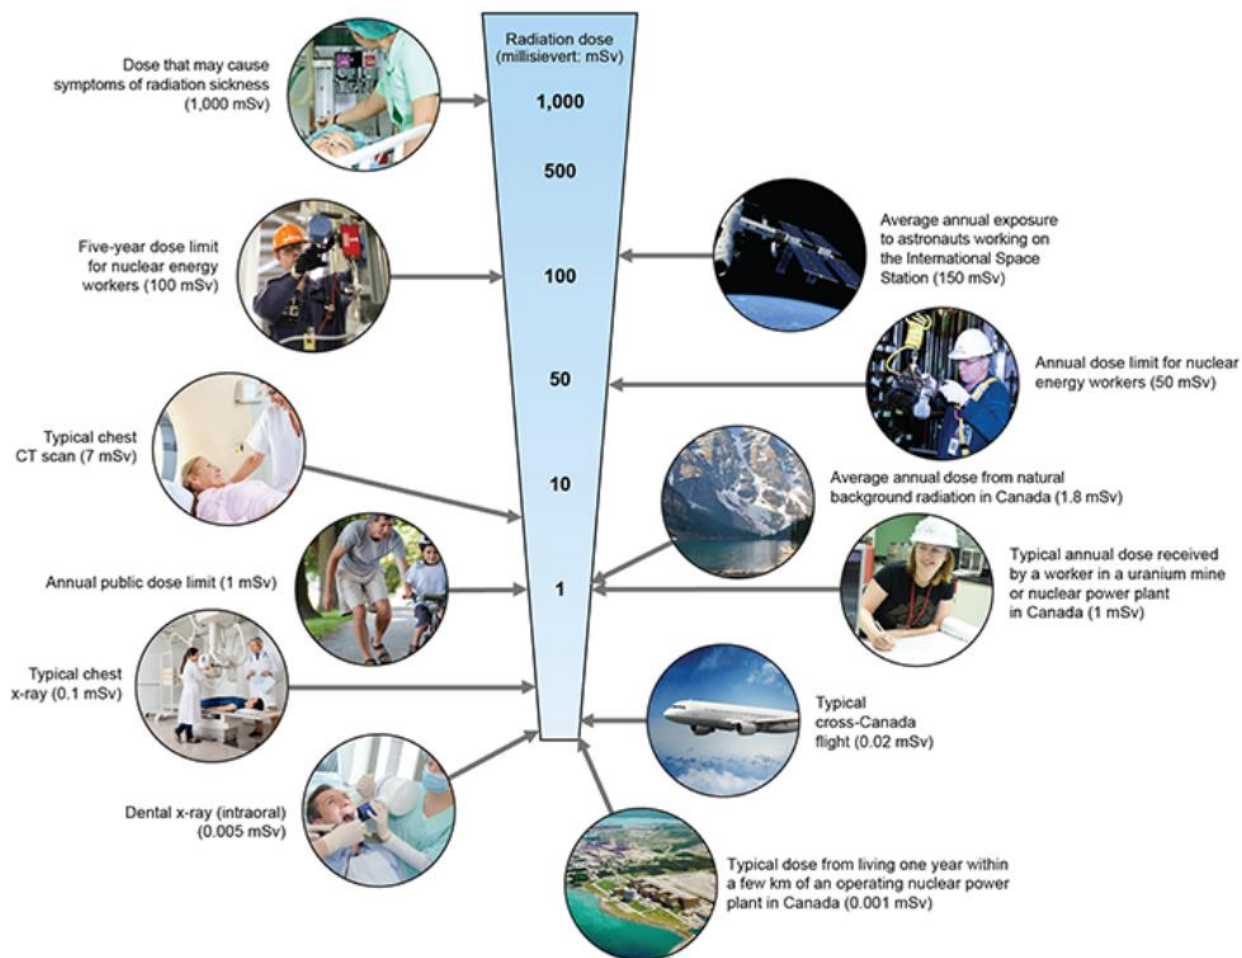 Radiation dose
(millisievert: mSv)
1,000
500
100
50
10
1
Dose that may cause
symptoms of radiation sickness
(1,000 mSv)
Five-year dose limit
for nuclear energy
workers (100 mSv)
Typical chest
CT scan (7 mSv)
Annual public dose limit (1 mSv)
Typical chest
x-ray (0.1 mSv)
Dental x-ray (intraoral)
(0.005 mSv)
Average annual exposure
to astronauts working on
the International Space
Station (150 mSv)
Annual dose limit for nuclear
energy workers (50 mSv)
Average annual dose from natural
background radiation in Canada (1.8 mSv)
Typical annual dose received
by a worker in a uranium mine
or nuclear power plant
in Canada (1 mSv)
Typical
cross-Canada
flight (0.02 mSv)
Typical dose from living one year within
a few km of an operating nuclear power
plant in Canada (0.001 mSv)